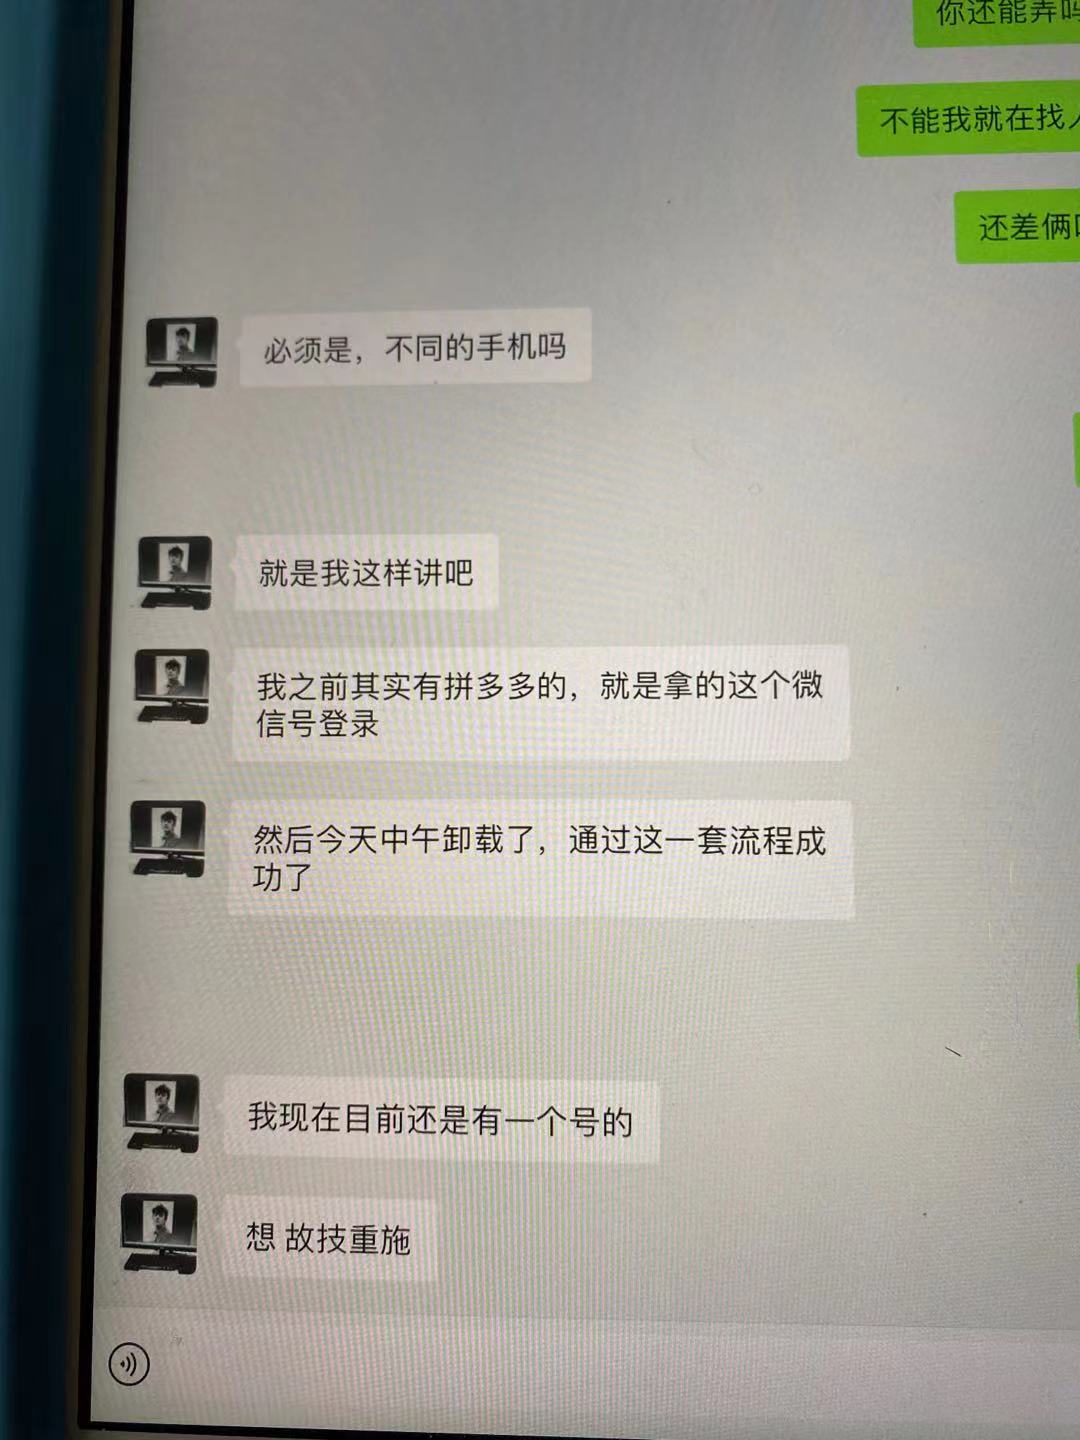 你还能弄吗
不能我就在找
还差俩
必须是，不同的手机吗
就是我这样讲吧
我之前其实有拼多多的，就是拿的这个微
信号登录
然后今天中午卸载了，通过这一套流程成
功了
我现在目前还是有一个号的
想 故技重施